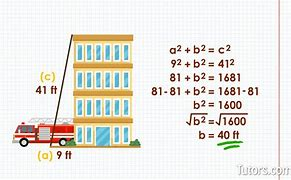 (c)
41 ft
(a) 9 ft
a² + b² = c²
9² + b² = 41²
81 + b² = 1681
81 - 81 + b² = 1681 - 81
b² = 1600
√b² = √1600
b = 40 ft
Tutors.com